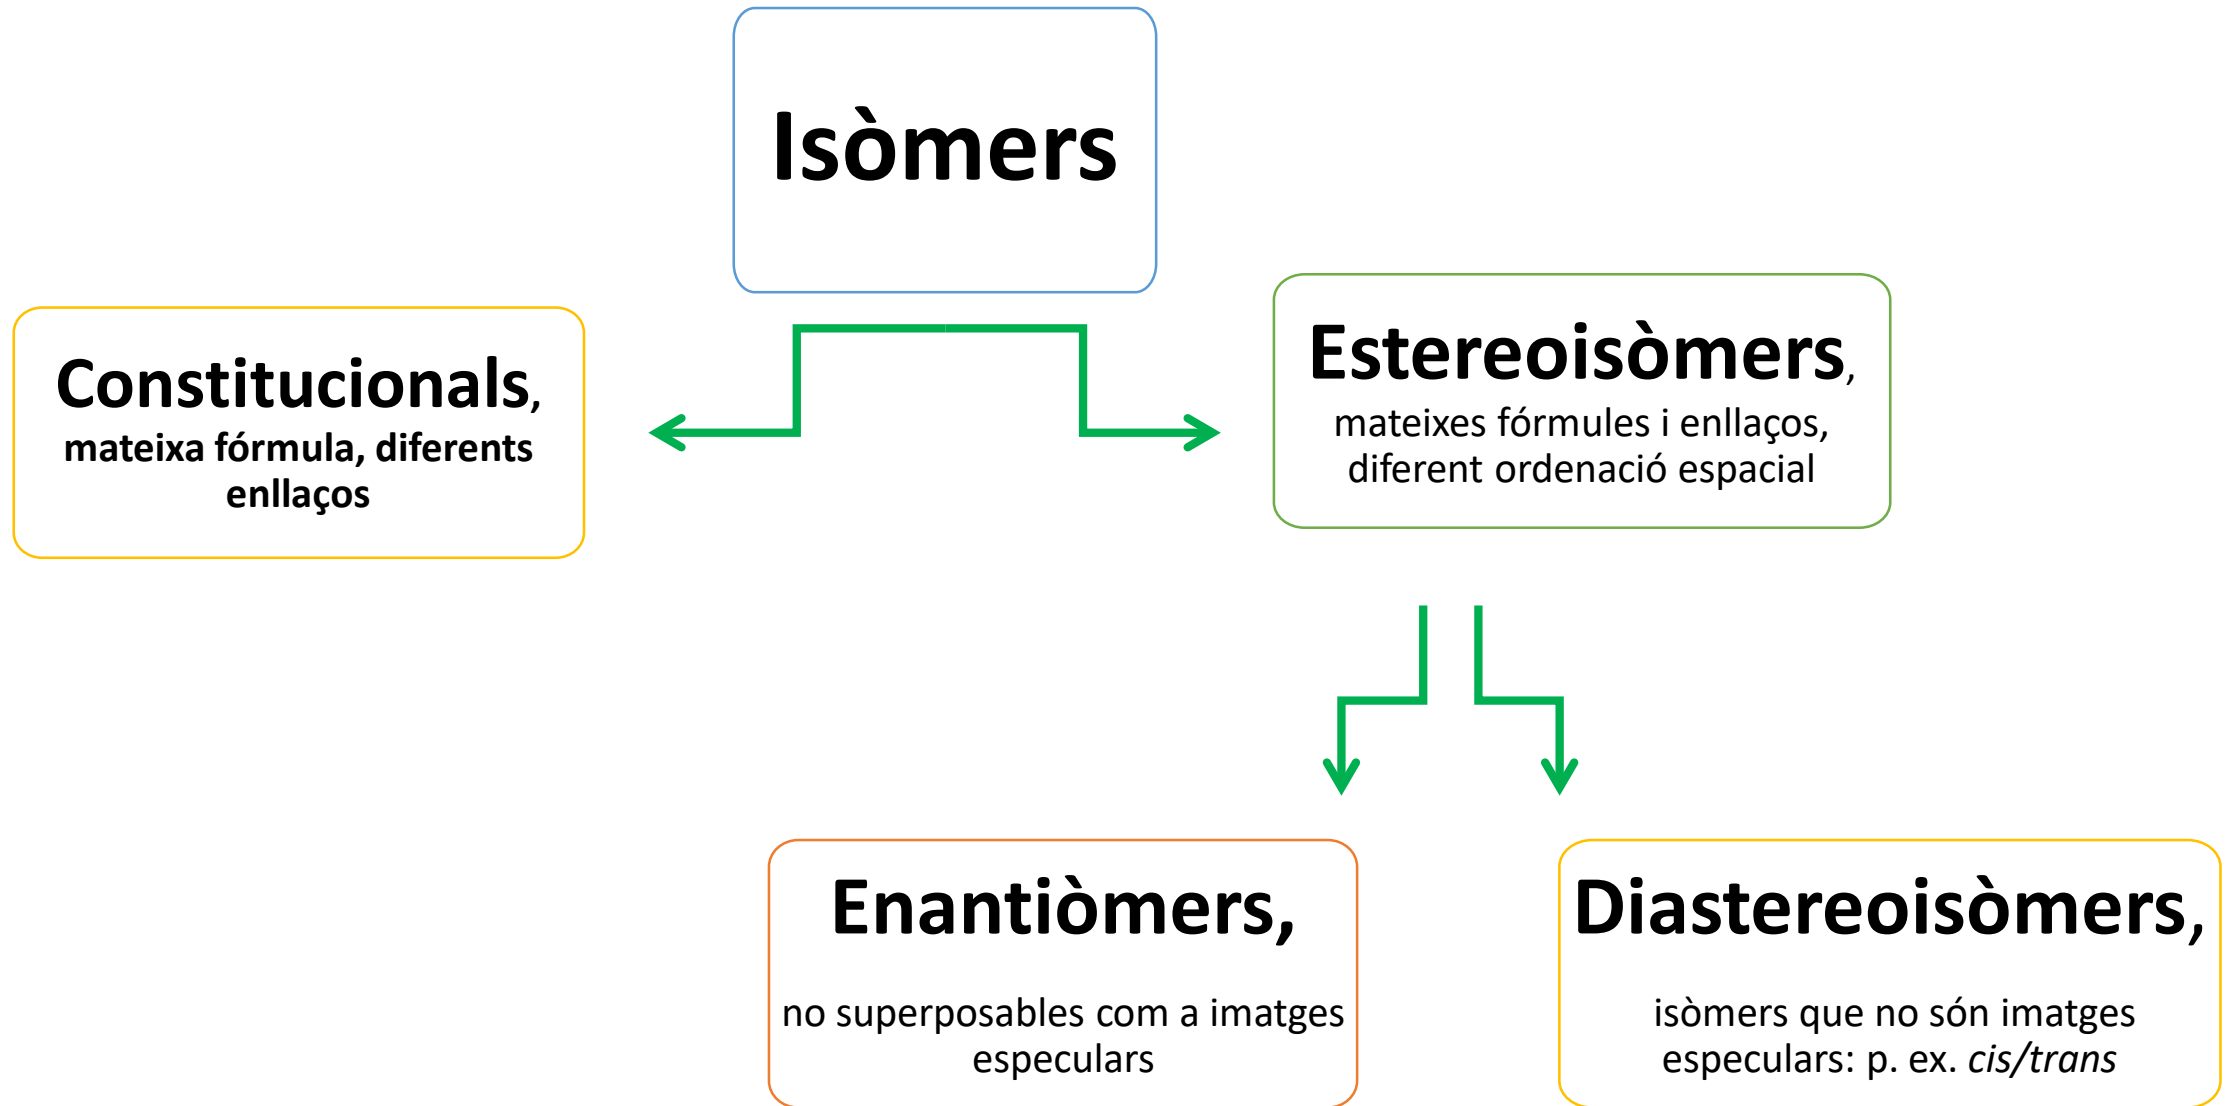 Isòmers
Constitucionals,
mateixa fórmula, diferents
enllaços
Estereoisòmers,
mateixes fórmules i enllaços,
diferent ordenació espacial
Enantiòmers,
no superposables com a imatges
especulars
Diastereoisòmers,
isòmers que no són imatges
especulars: p. ex. cis/trans